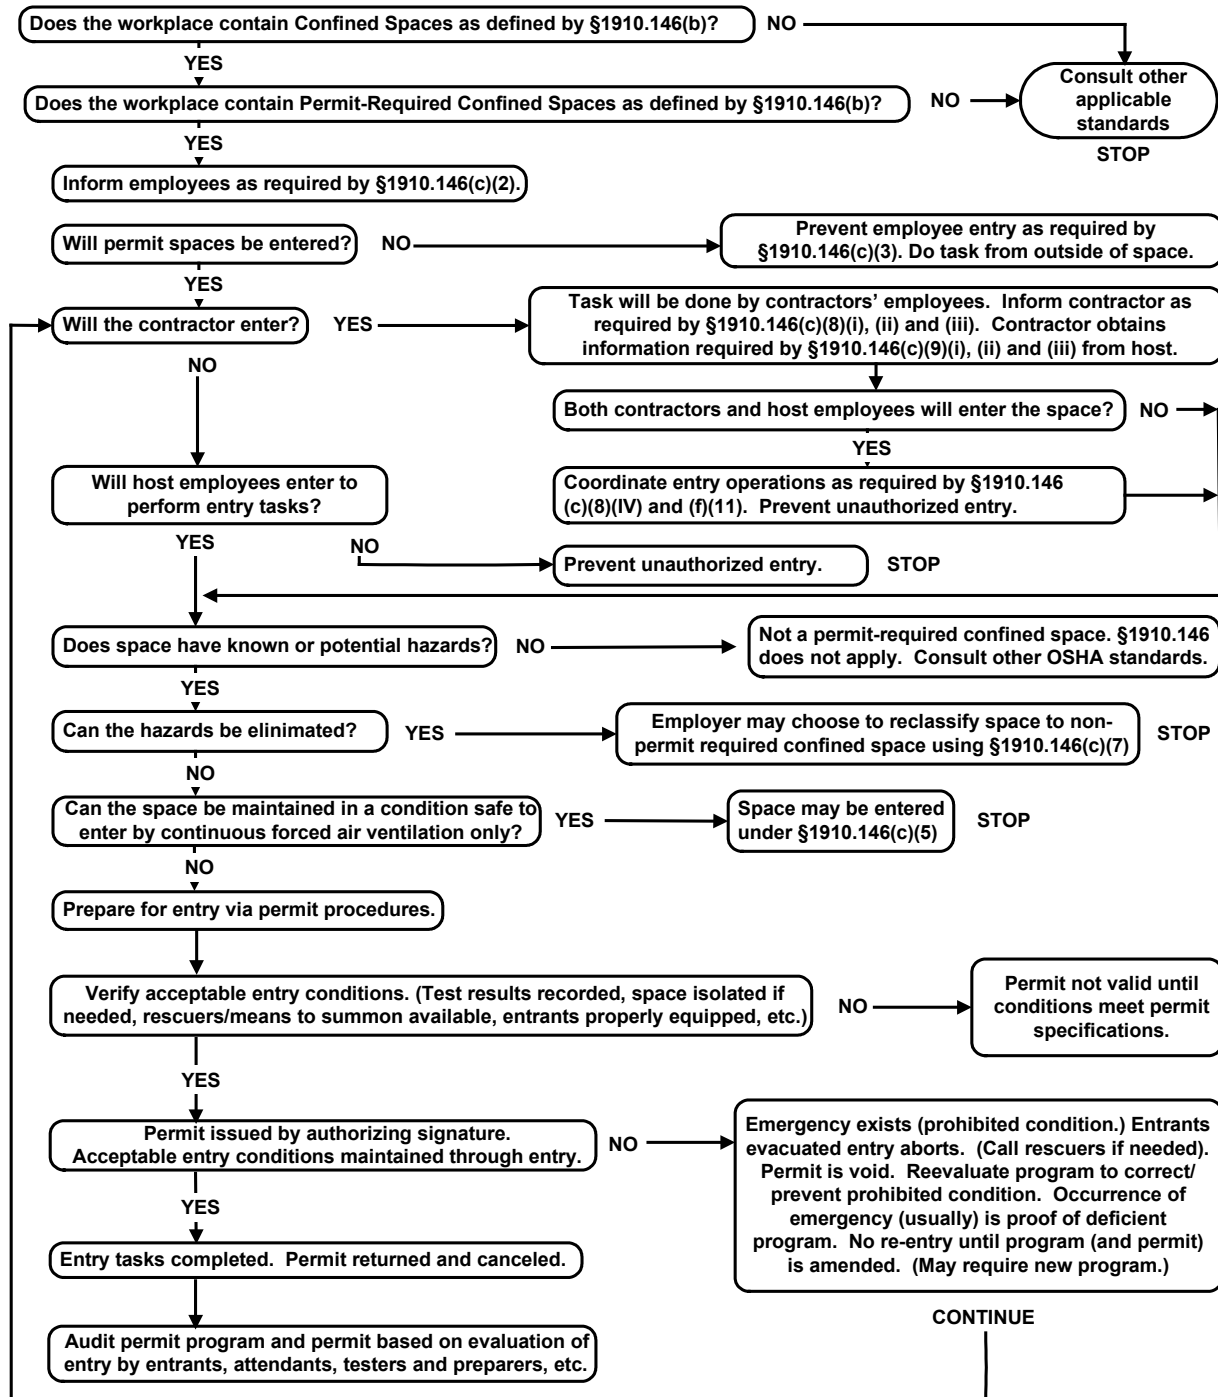 Does the workplace contain Confined Spaces as defined by §1910.146(b)?
NO
YES
Consult other
applicable
standards
STOP
Does the workplace contain Permit-Required Confined Spaces as defined by §1910.146(b)?
NO
YES
Inform employees as required by §1910.146(c)(2).
Will permit spaces be entered?
NO
Prevent employee entry as required by
§1910.146(c)(3). Do task from outside of space.
YES
Will the contractor enter?
YES
Task will be done by contractors’ employees. Inform contractor as
required by §1910.146(c)(8)(i), (ii) and (iii). Contractor obtains
information required by §1910.146(c)(9)(i), (ii) and (iii) from host.
NO
Both contractors and host employees will enter the space?
NO
YES
Coordinate entry operations as required by §1910.146
(c)(8)(IV) and (f)(11). Prevent unauthorized entry.
Will host employees enter to
perform entry tasks?
YES
NO
Prevent unauthorized entry.
STOP
Does space have known or potential hazards?
NO
Not a permit-required confined space. §1910.146
does not apply. Consult other OSHA standards.
YES
Can the hazards be elinimated?
YES
Employer may choose to reclassify space to non-
permit required confined space using §1910.146(c)(7)
STOP
NO
Can the space be maintained in a condition safe to
enter by continuous forced air ventilation only?
YES
Space may be entered
under §1910.146(c)(5)
STOP
NO
Prepare for entry via permit procedures.
Verify acceptable entry conditions. (Test results recorded, space isolated if
needed, rescuers/means to summon available, entrants properly equipped, etc.)
NO
Permit not valid until
conditions meet permit
specifications.
YES
Permit issued by authorizing signature.
Acceptable entry conditions maintained through entry.
NO
Emergency exists (prohibited condition.) Entrants
evacuated entry aborts. (Call rescuers if needed).
Permit is void. Reevaluate program to correct/
prevent prohibited condition. Occurrence of
emergency (usually) is proof of deficient
program. No re-entry until program (and permit)
is amended. (May require new program.)
YES
Entry tasks completed. Permit returned and canceled.
CONTINUE
Audit permit program and permit based on evaluation of
entry by entrants, attendants, testers and preparers, etc.